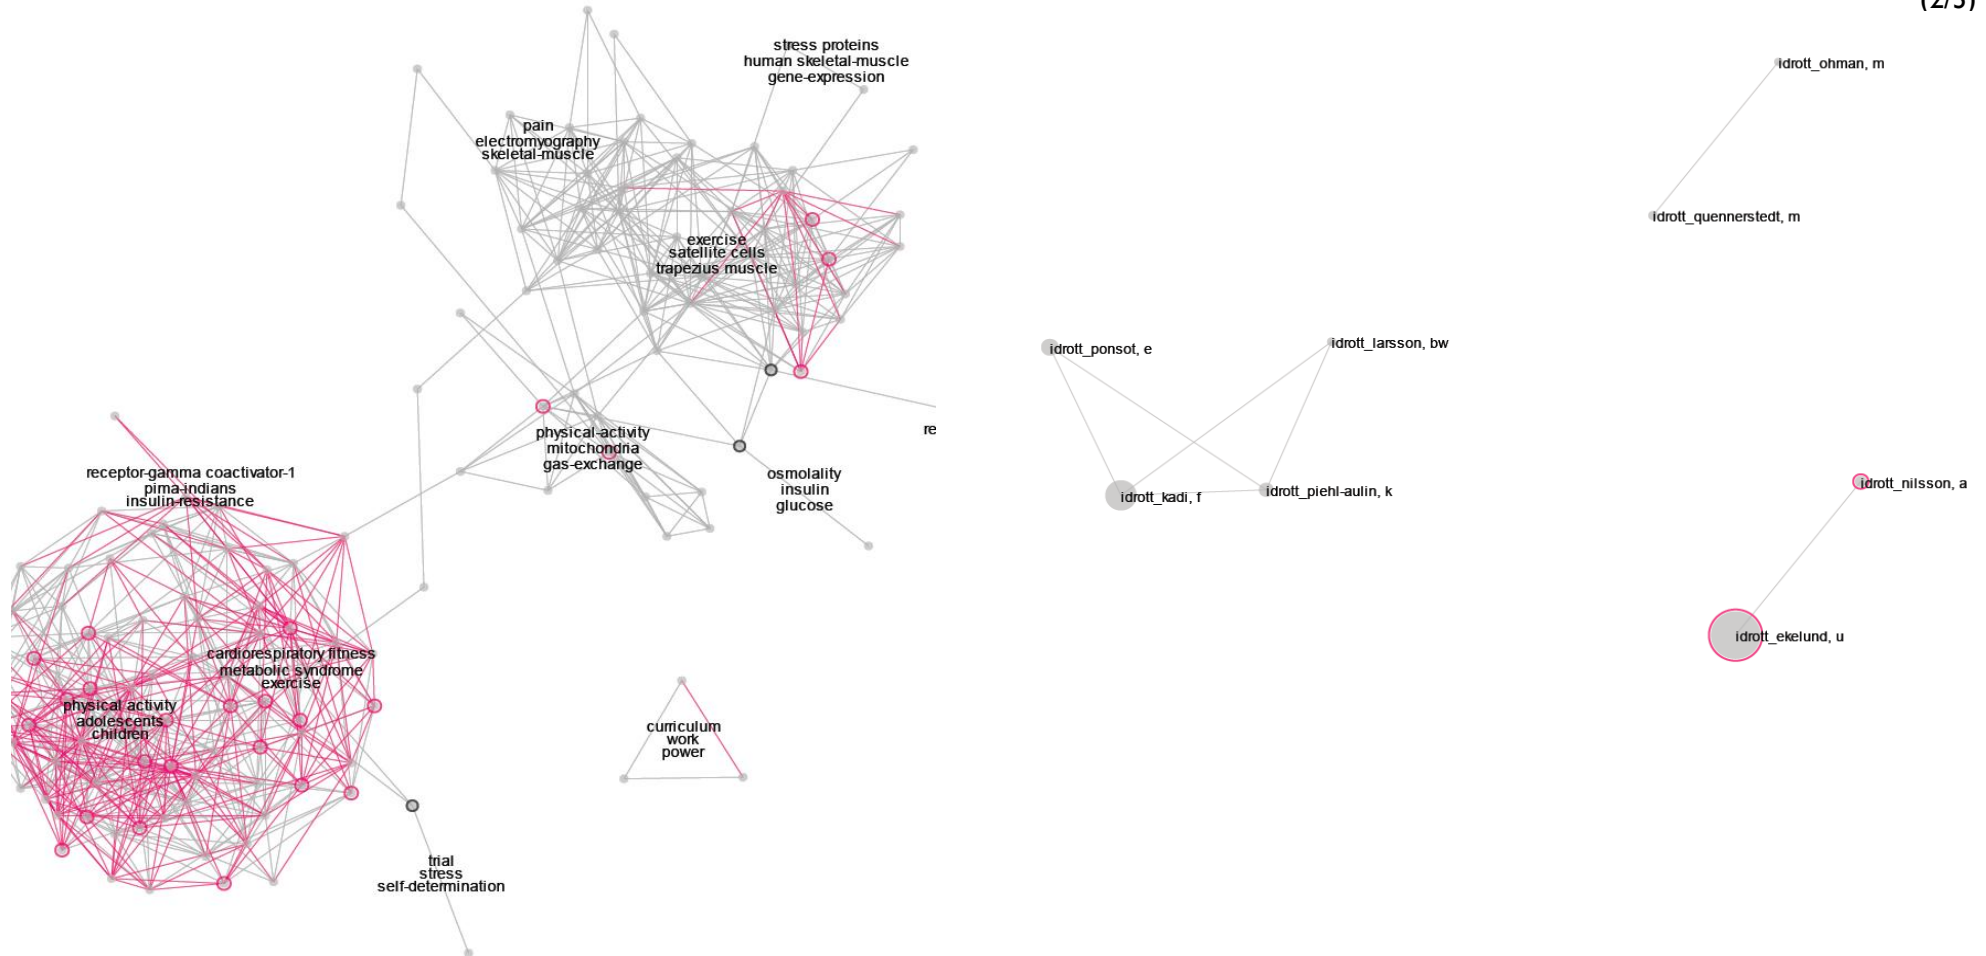 (2/5)
stress proteins
human skeletal-muscle
gene-expression
pain
electromyography
skeletal-muscle
exercise
satellite cells
trapezius muscle
re
physical-activity
mitochondria
gas-exchange
osmolality
insulin
glucose
receptor-gamma coactivator-1
pima-indians
insulin-resistance
cardiorespiratory fitness
metabolic syndrome
exercise
physical activity
adolescents
children
curriculum
work
power
trial
stress
self-determination
idrott_ohman, m
idrott_quennerstedt, m
idrott_ponsot, e
idrott_larsson, bw
idrott_kadi, f
idrott_piehl-aulin, k
idrott_nilsson, a
idrott_ekelund, u